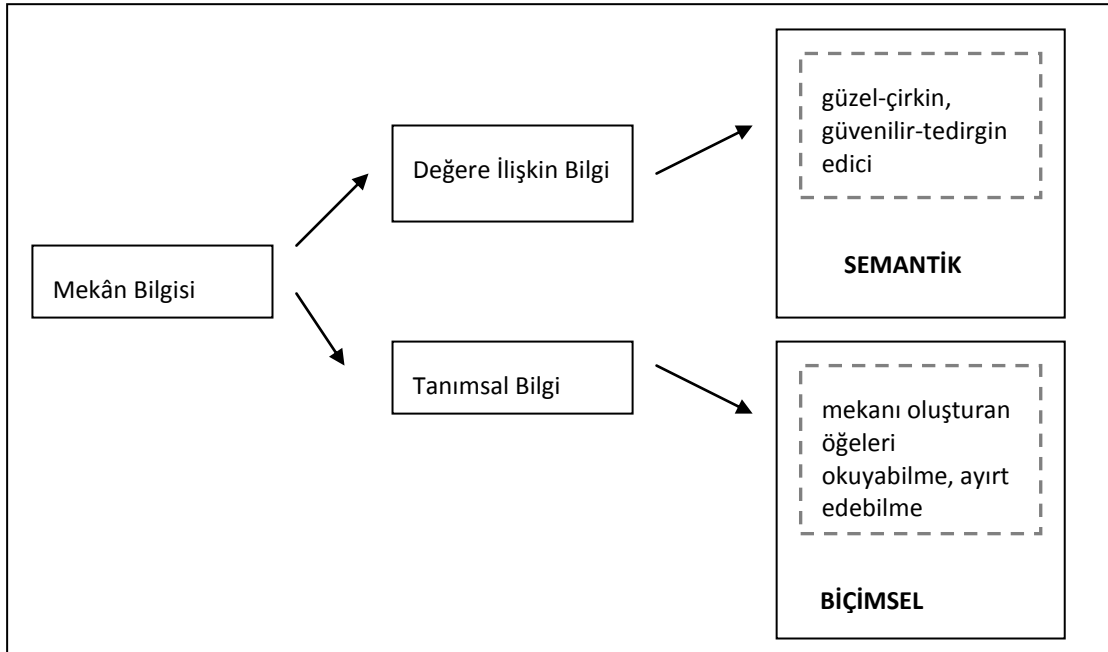 Mekân Bilgisi
Değere İlişkin Bilgi
güzel-çirkin,
güvenilir-tedirgin
edici
SEMANTİK
Tanımsal Bilgi
mekanı oluşturan
öğeleri
okuyabilme, ayırt
edebilme
BİÇİMSEL